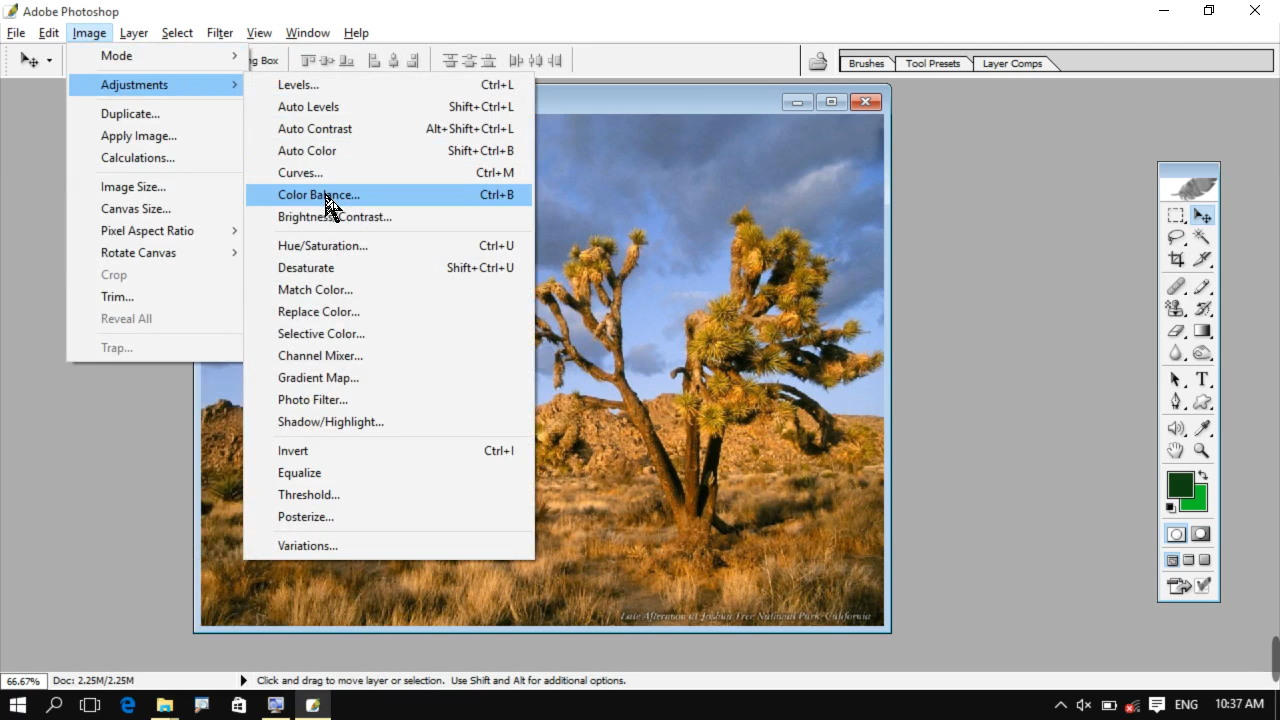 Adobe Photoshop
File Edit Image Layer Select Filter View Window Help
g Box
Brushes Tool Presets Layer Comps
Mode
Adjustments
Duplicate...
Apply Image...
Calculations...
Image Size...
Canvas Size...
Pixel Aspect Ratio
Rotate Canvas
Crop
Trim...
Reveal All
Trap...
Levels... Ctrl+L
Auto Levels Shift+Ctrl+L
Auto Contrast Alt+Shift+Ctrl+L
Auto Color Shift+Ctrl+B
Curves... Ctrl+M
Color Balance... Ctrl+B
Brightness/Contrast...
Hue/Saturation... Ctrl+U
Desaturate Shift+Ctrl+U
Match Color...
Replace Color...
Selective Color...
Channel Mixer...
Gradient Map...
Photo Filter...
Shadow/Highlight...
Invert Ctrl+I
Equalize
Threshold...
Posterize...
Variations...
Late Afternoon at Joshua Tree National Park, California
66.67% Doc: 2.25M/2.25M Click and drag to move layer or selection. Use Shift and Alt for additional options.
ENG 10:37 AM